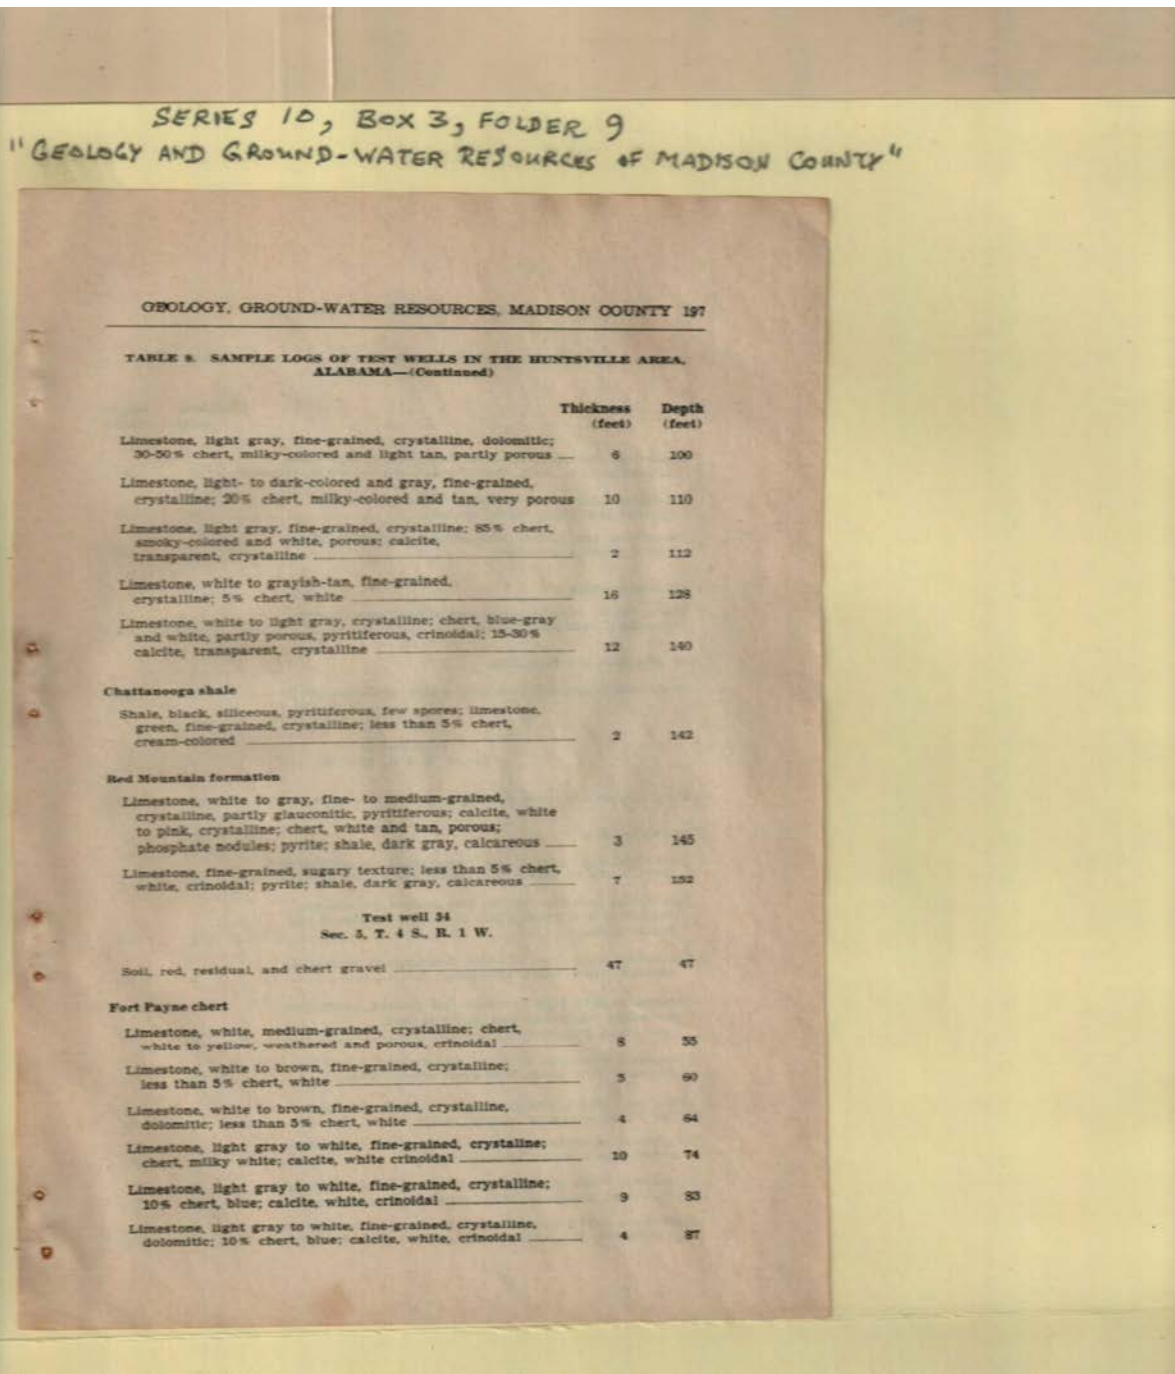 SERIES 10, BOX 3, FOLDER 9
"GEOLOGY AND GROUND-WATER RESOURCES OF MADISON COUNTY"
GEOLOGY, GROUND-WATER RESOURCES, MADISON COUNTY 197
TABLE 8. SAMPLE LOGS OF TEST WELLS IN THE HUNTSVILLE AREA,
ALABAMA—(Continued)
Thickness Depth
(feet) (feet)
Limestone, light gray, fine-grained, crystalline, dolomitic;
30-50% chert, milky-colored and light tan, partly porous 6 100
Limestone, light- to dark-colored and gray, fine-grained,
crystalline; 20% chert, milky-colored and tan, very porous 10 110
Limestone, light gray, fine-grained, crystalline; 85% chert,
smoky-colored and white, porous; calcite,
transparent, crystalline 2 112
Limestone, white to grayish-tan, fine-grained,
crystalline; 5% chert, white 16 128
Limestone, white to light gray, crystalline; chert, blue-gray
and white, partly porous, pyritiferous, crinoidal; 15-30%
calcite, transparent, crystalline 12 140
Chattanooga shale
Shale, black, siliceous, pyritiferous, few spores; limestone,
green, fine-grained, crystalline; less than 5% chert,
cream-colored 2 142
Red Mountain formation
Limestone, white to gray, fine- to medium-grained,
crystalline, partly glauconitic, pyritiferous; calcite, white
to pink, crystalline; chert, white and tan, porous;
phosphate nodules; pyrite; shale, dark gray, calcareous 3 145
Limestone, fine-grained, sugary texture; less than 5% chert,
white, crinoidal; pyrite; shale, dark gray, calcareous 7 152
Test well 34
Sec. 5, T. 4 S., R. 1 W.
Soil, red, residual, and chert gravel 47 47
Fort Payne chert
Limestone, white, medium-grained, crystalline; chert,
white to yellow, weathered and porous, crinoidal 8 55
Limestone, white to brown, fine-grained, crystalline;
less than 5% chert, white 5 60
Limestone, white to brown, fine-grained, crystalline,
dolomitic; less than 5% chert, white 4 64
Limestone, light gray to white, fine-grained, crystaline;
chert, milky white; calcite, white crinoidal 10 74
Limestone, light gray to white, fine-grained, crystalline;
10% chert, blue; calcite, white, crinoidal 9 83
Limestone, light gray to white, fine-grained, crystalline,
dolomitic; 10% chert, blue; calcite, white, crinoidal 4 87